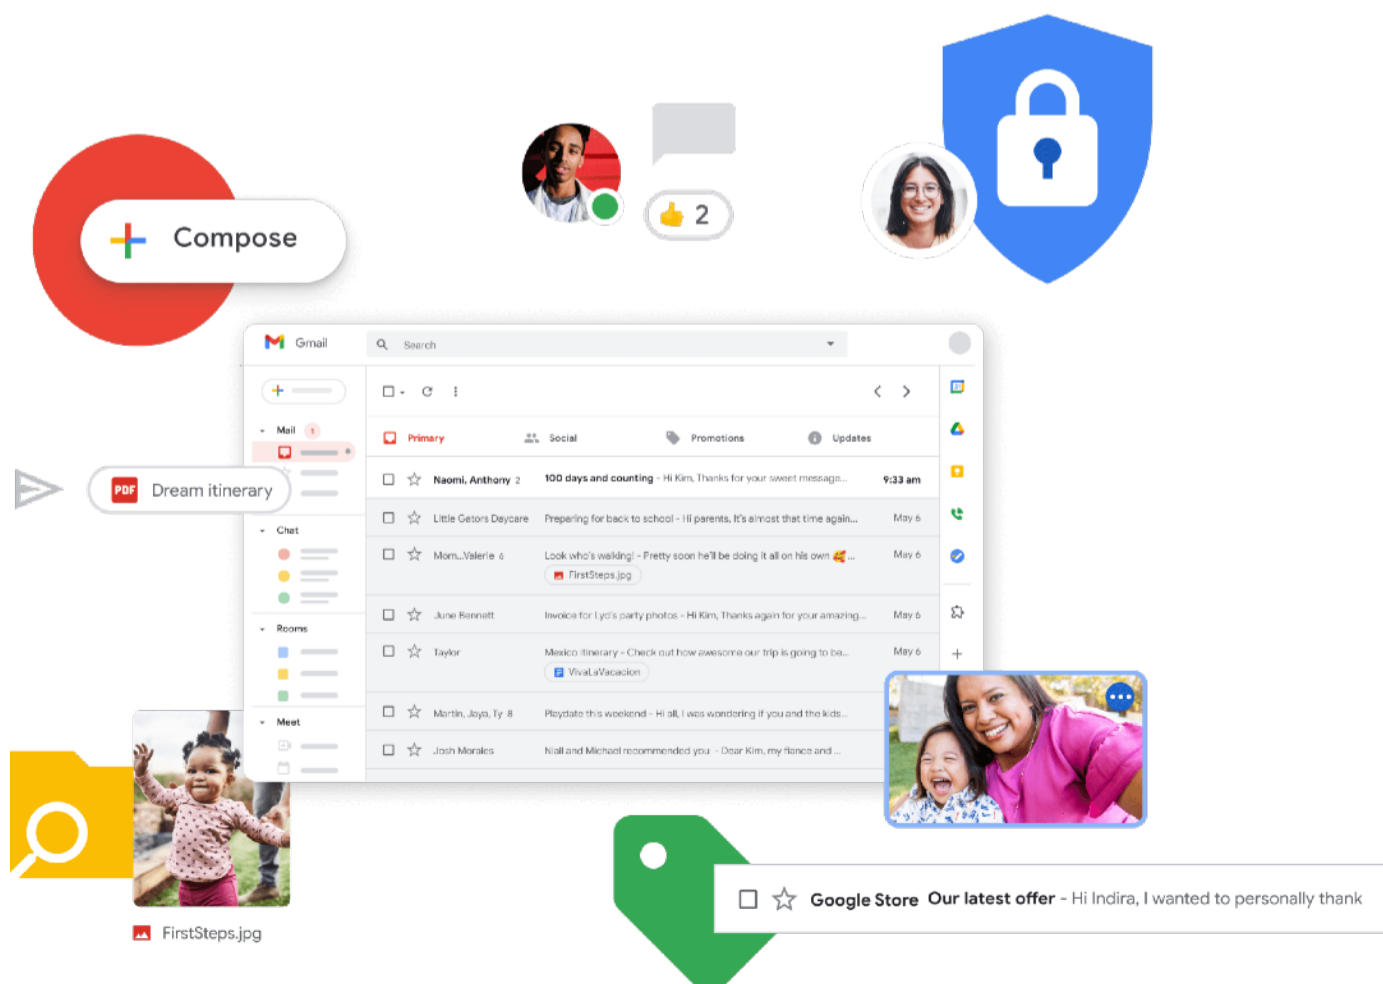 Compose
2
Gmail
Search
Mail 1
Primary
Social
Promotions
Updates
Naomi, Anthony 2 100 days and counting - Hi Kim, Thanks for your sweet message... 9:33 am
PDF Dream itinerary
Little Gators Daycare Preparing for back to school - Hi parents, It's almost that time again... May 6
Chat
Mom...Valerie 6 Look who's walking! - Pretty soon he'll be doing it all on his own 🥰 ... May 6
FirstSteps.jpg
June Bennett Invoice for Lyd's party photos - Hi Kim, Thanks again for your amazing... May 6
Rooms
Taylor Mexico itinerary - Check out how awesome our trip is going to be... May 6
VivaLaVacacion
Martin, Jaya, Ty 8 Playdate this weekend - Hi all, I was wondering if you and the kids...
Meet
Josh Morales Niall and Michael recommended you - Dear Kim, my fiance and ...
Google Store Our latest offer - Hi Indira, I wanted to personally thank
FirstSteps.jpg